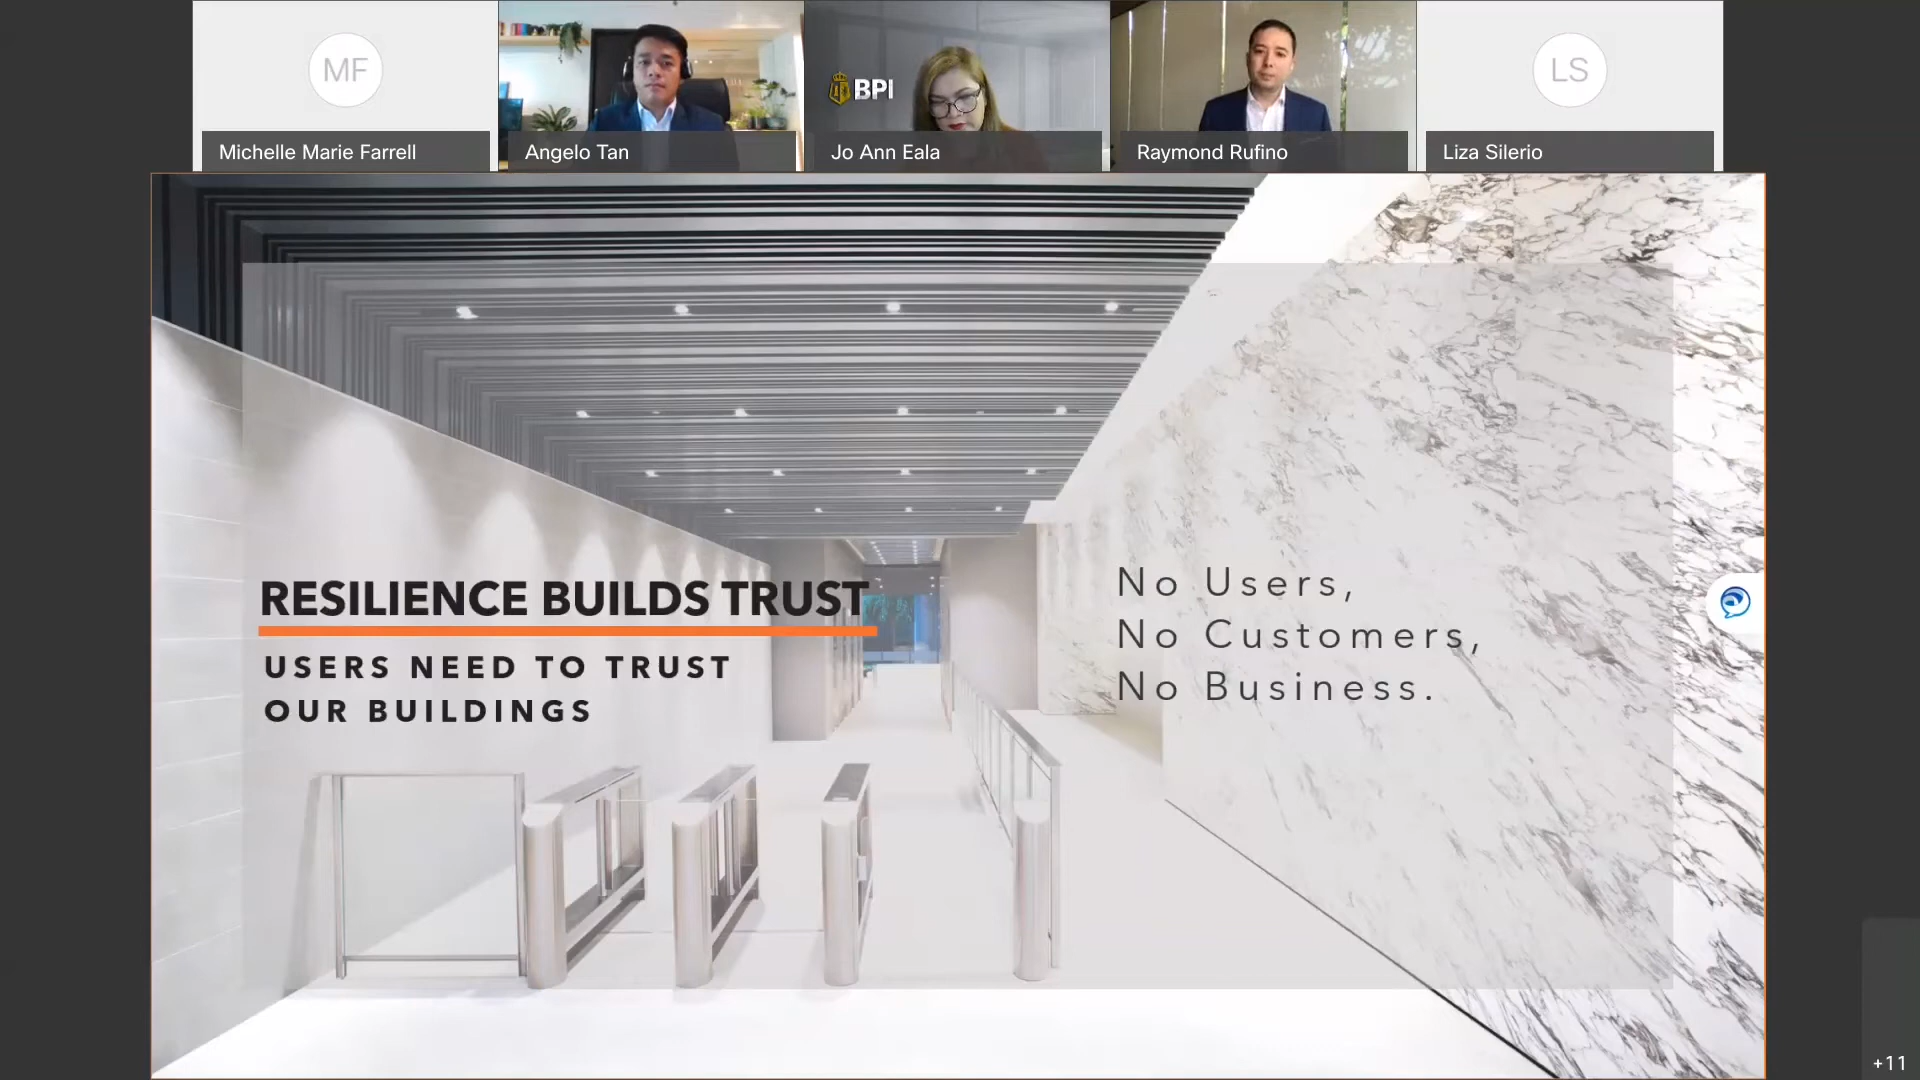 MF
Michelle Marie Farrell
Angelo Tan
BPI
Jo Ann Eala
Raymond Rufino
LS
Liza Silerio
RESILIENCE BUILDS TRUST
USERS NEED TO TRUST
OUR BUILDINGS
No Users,
No Customers,
No Business.
+11